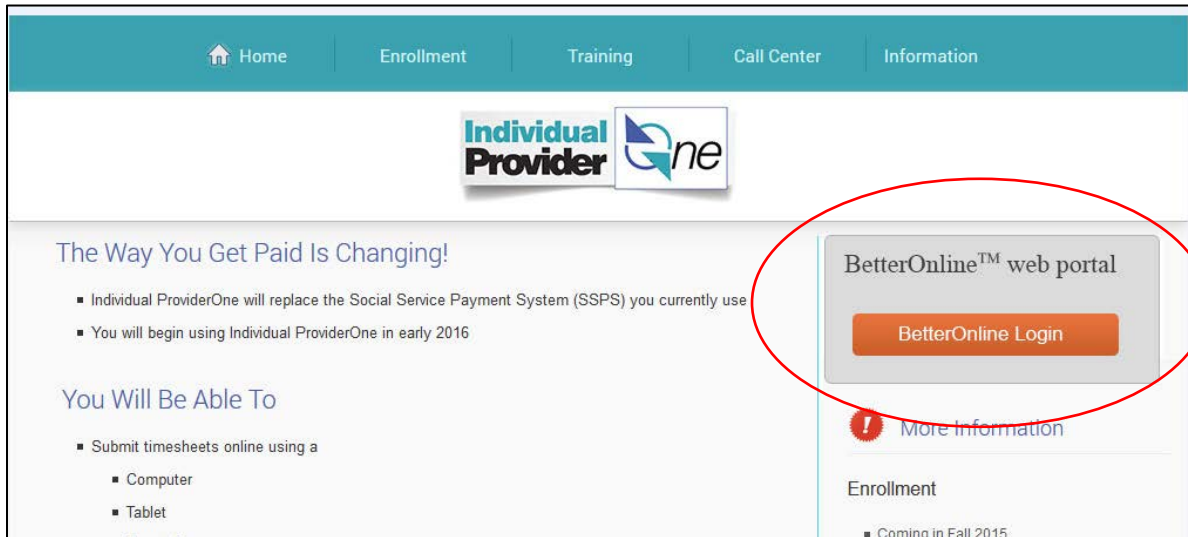 Home Enrollment Training Call Center Information
Individual
Provider One
The Way You Get Paid Is Changing!
▪ Individual ProviderOne will replace the Social Service Payment System (SSPS) you currently use
▪ You will begin using Individual ProviderOne in early 2016
You Will Be Able To
▪ Submit timesheets online using a
▪ Computer
▪ Tablet
BetterOnline™ web portal
BetterOnline Login
More Information
Enrollment
▪ Coming in Fall 2015